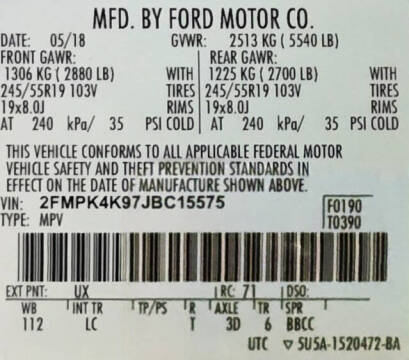 MFD. BY FORD MOTOR CO.
DATE: 05/18 GVWR: 2513 KG ( 5540 LB)
FRONT GAWR: REAR GAWR:
1306 KG ( 2880 LB) WITH 1225 KG ( 2700 LB) WITH
245/55R19 103V TIRES 245/55R19 103V TIRES
19x8.0J RIMS 19x8.0J RIMS
AT 240 kPa/ 35 PSI COLD AT 240 kPa/ 35 PSI COLD
THIS VEHICLE CONFORMS TO ALL APPLICABLE FEDERAL MOTOR
VEHICLE SAFETY AND THEFT PREVENTION STANDARDS IN
EFFECT ON THE DATE OF MANUFACTURE SHOWN ABOVE.
VIN: 2FMPK4K97JBC15575 F0190
TYPE: MPV T0390
EXT PNT: UX RC: 71 DSO:
WB INT TR TP/PS R AXLE TR SPR
112 LC T 3D 6 BBCC
UTC ▽ 5U5A-1520472-BA